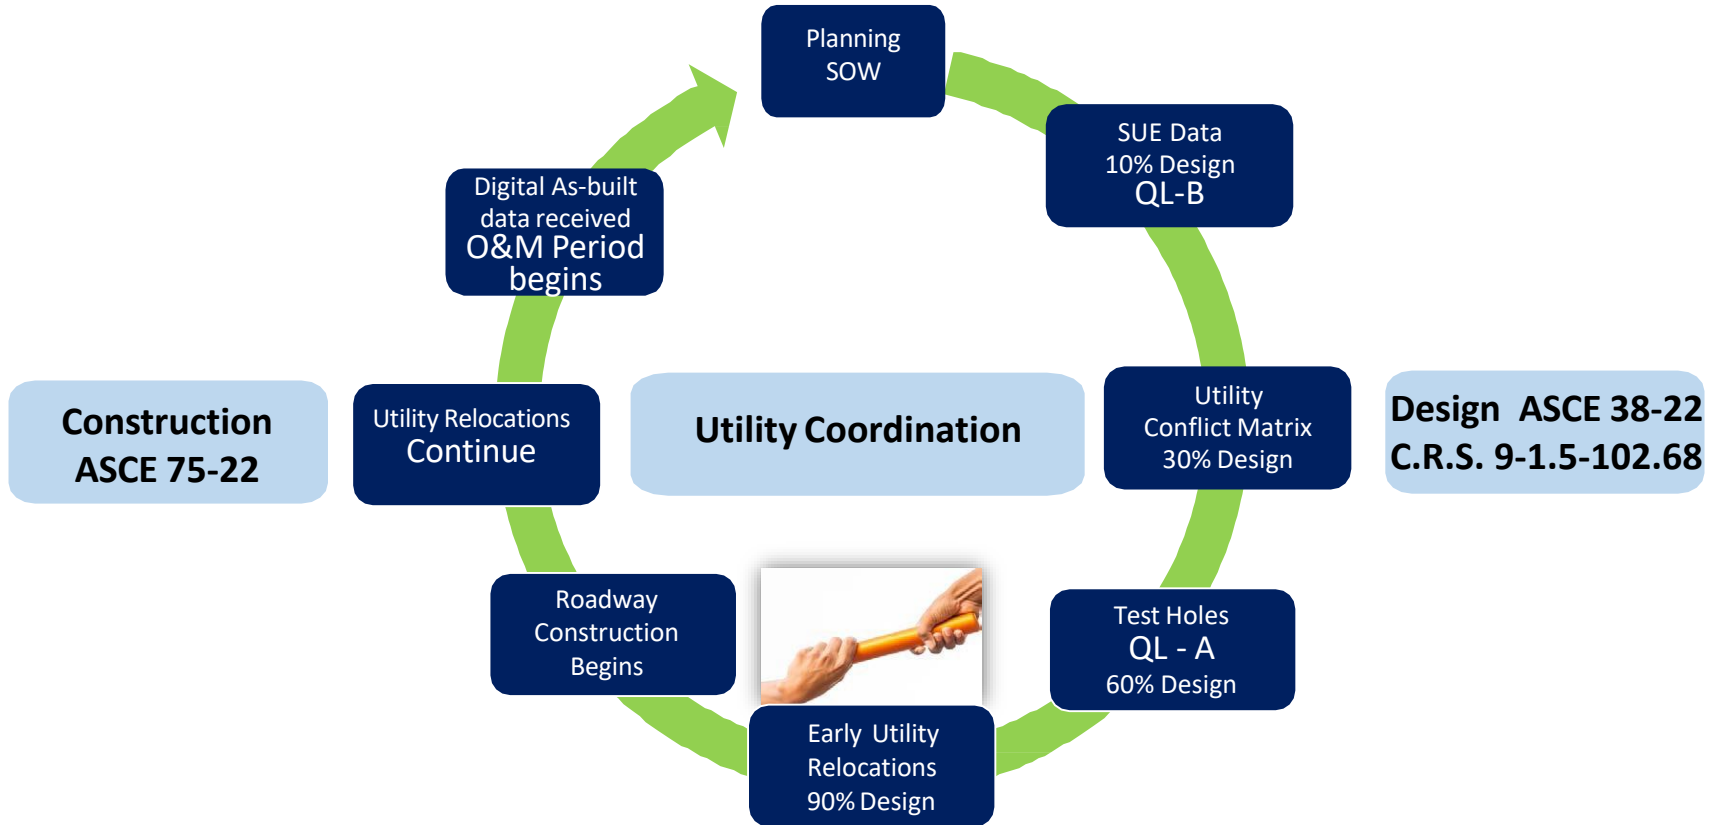 Planning
SOW
SUE Data
10% Design
QL-B
Utility
Conflict Matrix
30% Design
Test Holes
QL - A
60% Design
Early Utility
Relocations
90% Design
Roadway
Construction
Begins
Utility Relocations
Continue
Digital As-built
data received
O&M Period
begins
Construction
ASCE 75-22
Utility Coordination
Design ASCE 38-22
C.R.S. 9-1.5-102.68